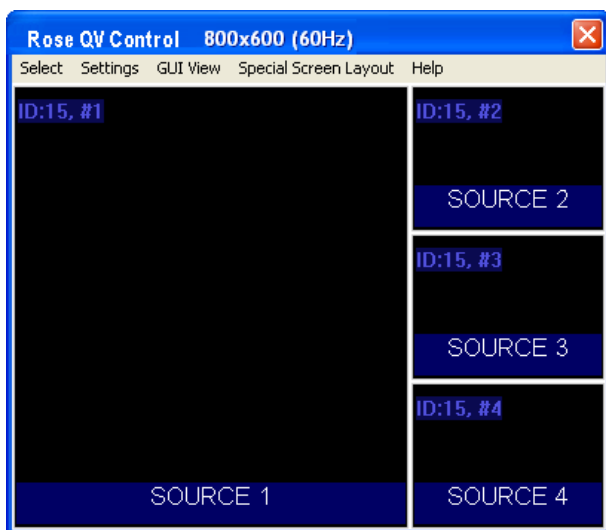 Rose QV Control 800x600 (60Hz)
Select Settings GUI View Special Screen Layout Help
ID:15, #1
SOURCE 1
ID:15, #2
SOURCE 2
ID:15, #3
SOURCE 3
ID:15, #4
SOURCE 4